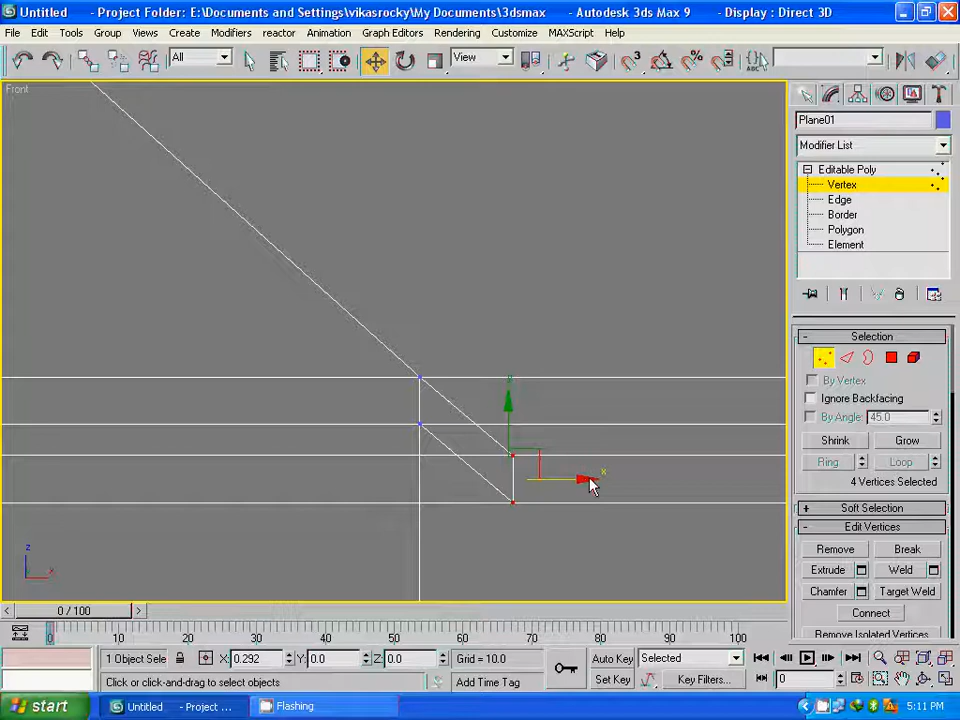 Untitled - Project Folder: E:\Documents and Settings\vikasrocky\My Documents\3dsmax - Autodesk 3ds Max 9 - Display : Direct 3D
File Edit Tools Group Views Create Modifiers reactor Animation Graph Editors Rendering Customize MAXScript Help
All View
Front
Plane01
Modifier List
Editable Poly
Vertex
Edge
Border
Polygon
Element
Selection
By Vertex
Ignore Backfacing
By Angle: 45.0
Shrink Grow
Ring Loop
4 Vertices Selected
Soft Selection
Edit Vertices
Remove Break
Extrude Weld
Chamfer Target Weld
Connect
Remove Isolated Vertices
z
x
x
0 / 100
0 10 20 30 40 50 60 70 80 90 100
1 Object Sele X: 0.292 Y: 0.0 Z: 0.0 Grid = 10.0 Auto Key Selected
Click or click-and-drag to select objects Add Time Tag Set Key Key Filters... 0
start Untitled - Project ... Flashing 5:11 PM